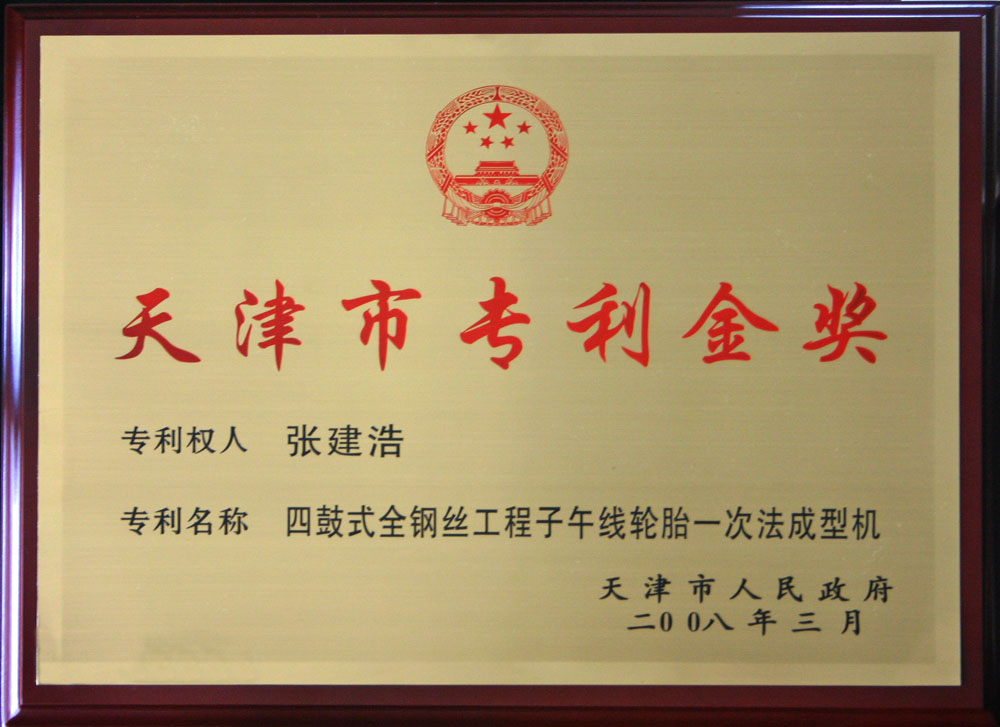 天津市专利金奖
专利权人 张建浩
专利名称 四鼓式全钢丝工程子午线轮胎一次法成型机
天津市人民政府
二00八年三月